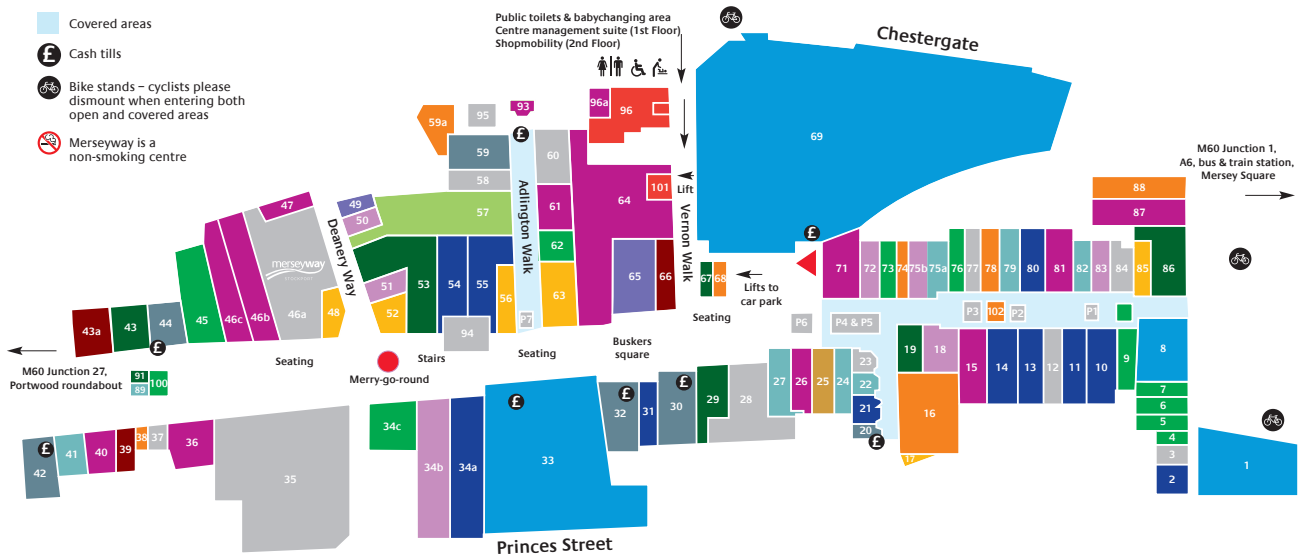 Covered areas
£
Cash tills
Bike stands – cyclists please
dismount when entering both
open and covered areas
Merseyway is a
non-smoking centre
Public toilets & babychanging area
Centre management suite (1st Floor)
Shopmobility (2nd Floor)
Chestergate
M60 Junction 1,
A6, bus & train station,
Mersey Square
59a
95
93
96a
96
69
£
59
60
58
101
Lift
88
87
47
49
50
57
61
64
62
Adlington Walk
Vernon Walk
Deanery Way
merseyway
£
71
72
73
74
75b
75a
76
77
78
79
80
81
82
83
84
85
86
46c
46b
46a
45
48
51
52
53
54
55
56
63
65
66
67
68
Lifts to
car park
Seating
43a
43
44
£
94
P7
P6
P4 & P5
P3
102
P2
P1
Seating
Stairs
Seating
Buskers
square
M60 Junction 27,
Portwood roundabout
91
89
100
Merry-go-round
19
18
15
14
13
12
11
10
9
8
7
6
5
4
3
2
1
16
17
23
22
21
20
£
24
25
26
27
28
29
30
£
31
32
£
33
£
34a
34b
34c
35
36
37
38
39
40
41
42
£
Princes Street